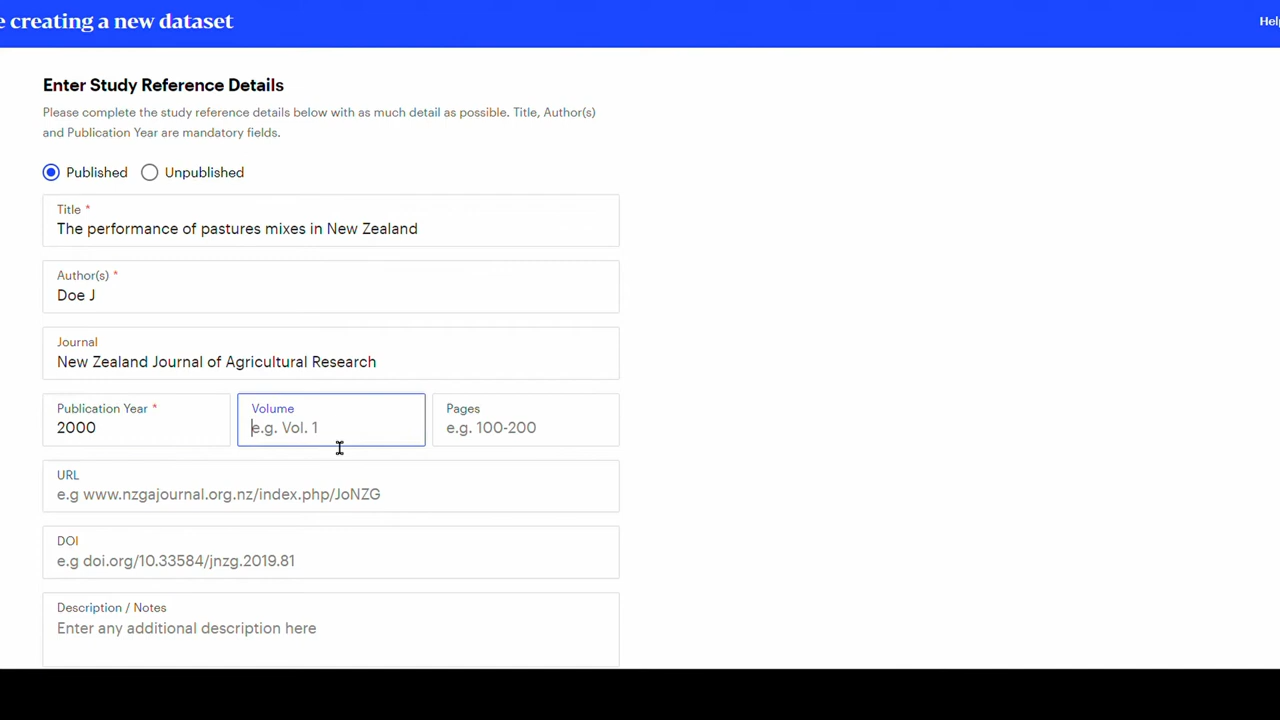 e creating a new dataset
Help
Enter Study Reference Details
Please complete the study reference details below with as much detail as possible. Title, Author(s)
and Publication Year are mandatory fields.
Published Unpublished
Title *
The performance of pastures mixes in New Zealand
Author(s) *
Doe J
Journal
New Zealand Journal of Agricultural Research
Publication Year * Volume Pages
2000 e.g. Vol. 1 e.g. 100-200
URL
e.g www.nzgajournal.org.nz/index.php/JoNZG
DOI
e.g doi.org/10.33584/jnzg.2019.81
Description / Notes
Enter any additional description here